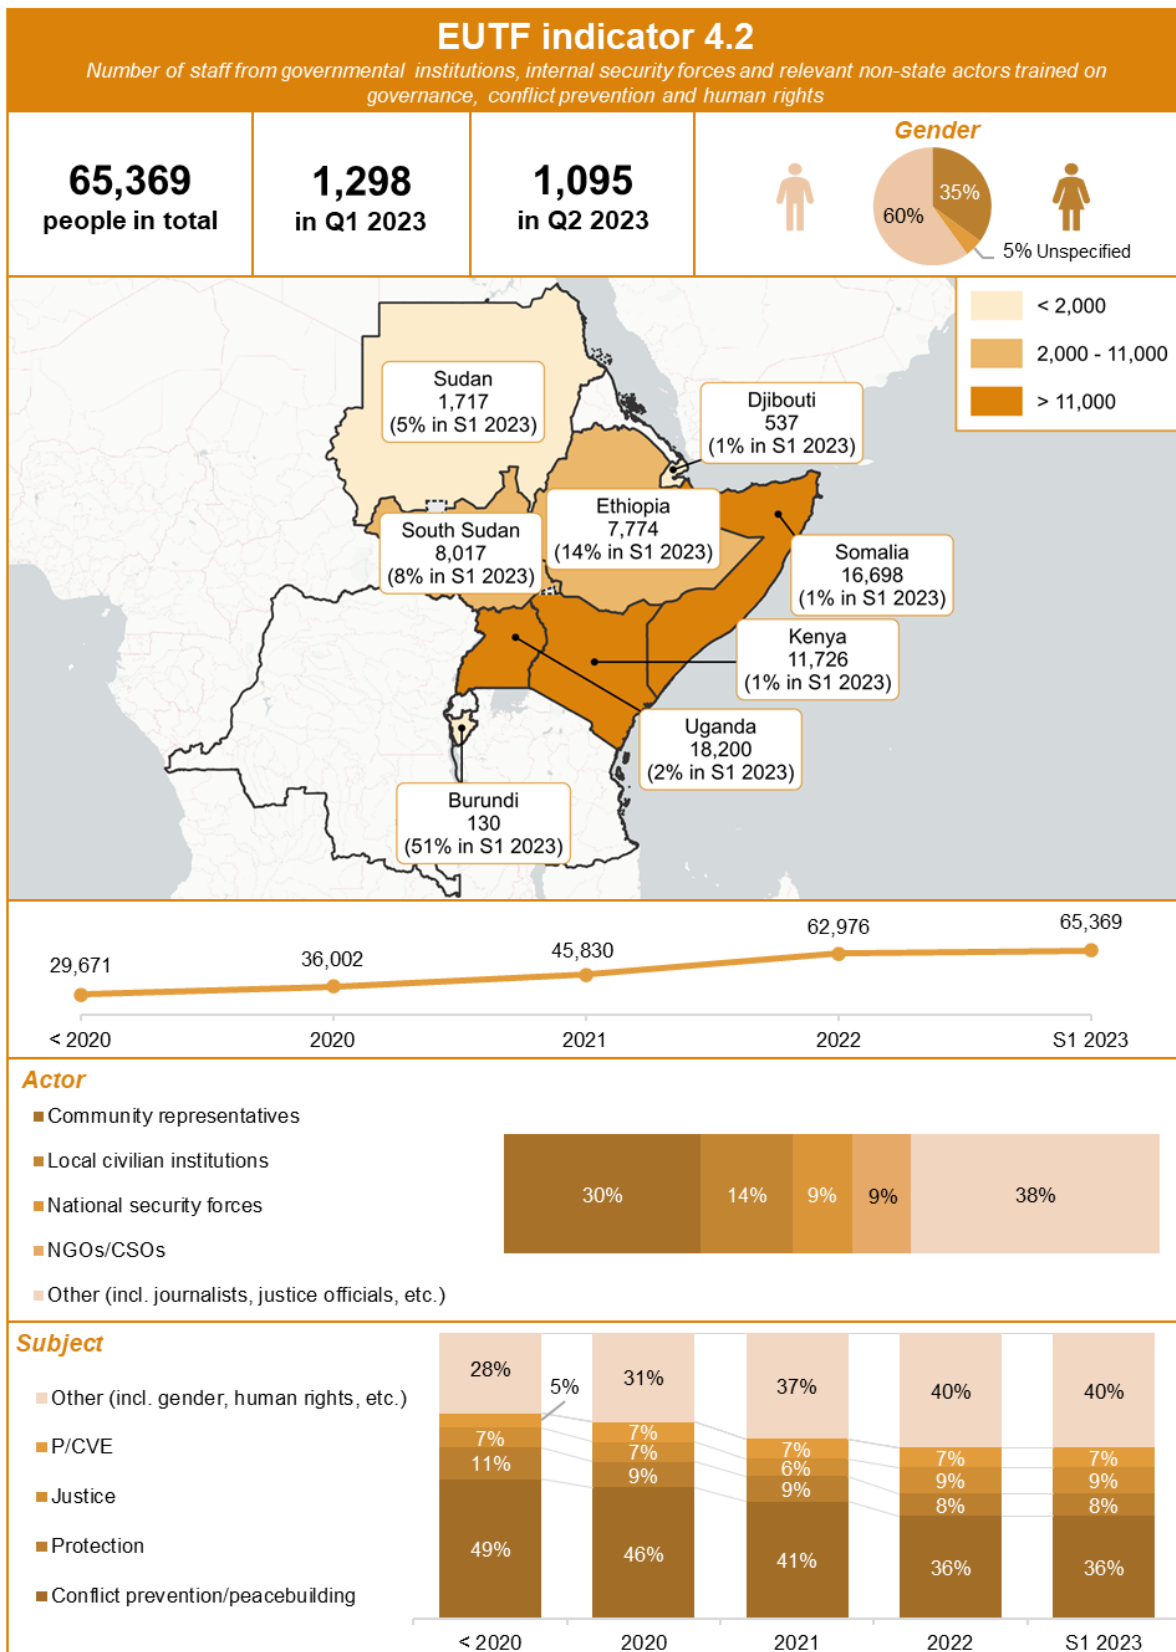 EUTF indicator 4.2
Number of staff from governmental institutions, internal security forces and relevant non-state actors trained on
governance, conflict prevention and human rights
65,369
people in total
1,298
in Q1 2023
1,095
in Q2 2023
Gender
35%
60%
5% Unspecified
< 2,000
2,000 - 11,000
> 11,000
Sudan
1,717
(5% in S1 2023)
Djibouti
537
(1% in S1 2023)
Ethiopia
7,774
(14% in S1 2023)
South Sudan
8,017
(8% in S1 2023)
Somalia
16,698
(1% in S1 2023)
Kenya
11,726
(1% in S1 2023)
Uganda
18,200
(2% in S1 2023)
Burundi
130
(51% in S1 2023)
29,671
36,002
45,830
62,976
65,369
< 2020
2020
2021
2022
S1 2023
Actor
Community representatives
Local civilian institutions
National security forces
NGOs/CSOs
Other (incl. journalists, justice officials, etc.)
30%
14%
9%
9%
38%
Subject
Other (incl. gender, human rights, etc.)
P/CVE
Justice
Protection
Conflict prevention/peacebuilding
28%
5%
7%
11%
49%
31%
7%
7%
9%
46%
37%
7%
6%
9%
41%
40%
7%
9%
8%
36%
40%
7%
9%
8%
36%
< 2020
2020
2021
2022
S1 2023